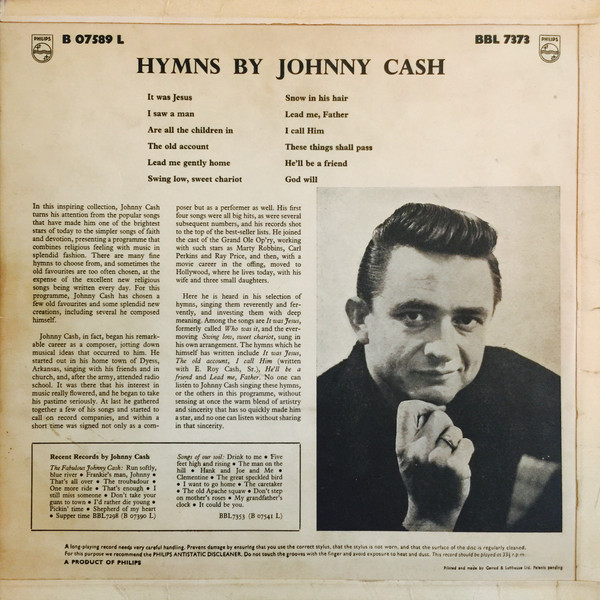 PHILIPS
B 07589 L
BBL 7373
PHILIPS
HYMNS BY JOHNNY CASH
It was Jesus
I saw a man
Are all the children in
The old account
Lead me gently home
Swing low, sweet chariot
Snow in his hair
Lead me, Father
I call Him
These things shall pass
He'll be a friend
God will
In this inspiring collection, Johnny Cash
turns his attention from the popular songs
that have made him one of the brightest
stars of today to the simpler songs of faith
and devotion, presenting a programme that
combines religious feeling with music in
splendid fashion. There are many fine
hymns to choose from, and sometimes the
old favourites are too often chosen, at the
expense of the excellent new religious
songs being written every day. For this
programme, Johnny Cash has chosen a
few old favourites and some splendid new
creations, including several he composed
himself.
Johnny Cash, in fact, began his remark-
able career as a composer, jotting down
musical ideas that occurred to him. He
started out in his home town of Dyess,
Arkansas, singing with his friends and in
church, and, after the army, attended radio
school. It was there that his interest in
music really flowered, and he began to take
his pastime seriously. At last he gathered
together a few of his songs and started to
call on record companies, and within a
short time was signed not only as a com-
poser but as a performer as well. His first
four songs were all big hits, as were several
subsequent numbers, and his records shot
to the top of the best-seller lists. He joined
the cast of the Grand Ole Op'ry, working
with such stars as Marty Robbins, Carl
Perkins and Ray Price, and then, with a
movie career in the offing, moved to
Hollywood, where he lives today, with his
wife and three small daughters.
Here he is heard in his selection of
hymns, singing them reverently and fer-
vently, and investing them with deep
meaning. Among the songs are It was Jesus,
formerly called Who was it, and the ever-
moving Swing low, sweet chariot, sung in
his own arrangement. The hymns which he
himself has written include It was Jesus,
The old account, I call Him (written
with E. Roy Cash, Sr.), He'll be a
friend and Lead me, Father. No one can
listen to Johnny Cash singing these hymns,
or the others in this programme, without
sensing at once the warm blend of artistry
and sincerity that has so quickly made him
a star, and no one can listen without sharing
in that sincerity.
Recent Records by Johnny Cash
The Fabulous Johnny Cash: Run softly,
blue river • Frankie's man, Johnny •
That's all over • The troubadour •
One more ride • That's enough • I
still miss someone • Don't take your
guns to town • I'd rather die young •
Pickin' time • Shepherd of my heart
• Supper time BBL7298 (B 07390 L)
Songs of our soil: Drink to me • Five
feet high and rising • The man on the
hill • Hank and Joe and Me •
Clementine • The great speckled bird
• I want to go home • The caretaker
• The old Apache squaw • Don't step
on mother's roses • My grandfather's
clock • It could be you.
BBL7353 (B 07541 L)
A long-playing record needs very careful handling. Prevent damage by ensuring that you use the correct stylus, that the stylus is not worn, and that the surface of the disc is regularly cleaned.
For this purpose we recommend the PHILIPS ANTISTATIC DISCLEANER. Do not touch the grooves with the finger and avoid exposure to heat and dust. This record should be played at 33⅓ r.p.m.
A PRODUCT OF PHILIPS
Printed and made by Garrod & Lofthouse Ltd. Patents pending